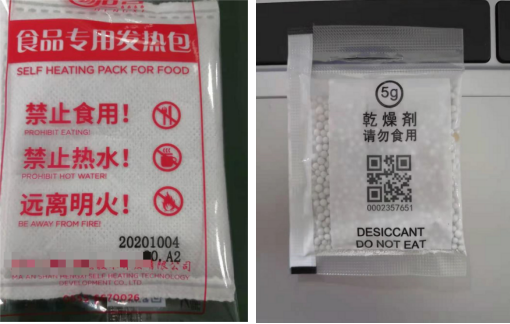 食品专用发热包
SELF HEATING PACK FOR FOOD
禁止食用！
PROHIBIT EATING!
禁止热水！
PROHIBIT HOT WATER!
远离明火！
BE AWAY FROM FIRE!
20201004
0,A2
SELF HEATING TECHNOLOGY
DEVELOPMENT CO.,LTD
5g
乾燥剤
请勿食用
0002357651
DESICCANT
DO NOT EAT